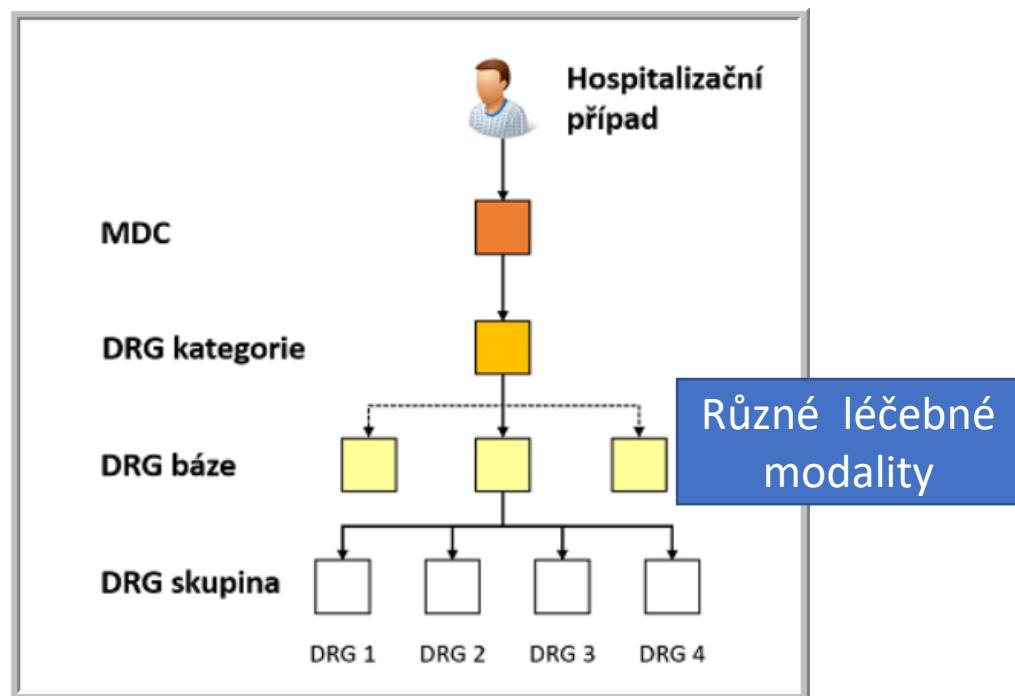 Hospitalizační
případ
MDC
DRG kategorie
Různé léčebné
modality
DRG báze
DRG skupina
DRG 1 DRG 2 DRG 3 DRG 4